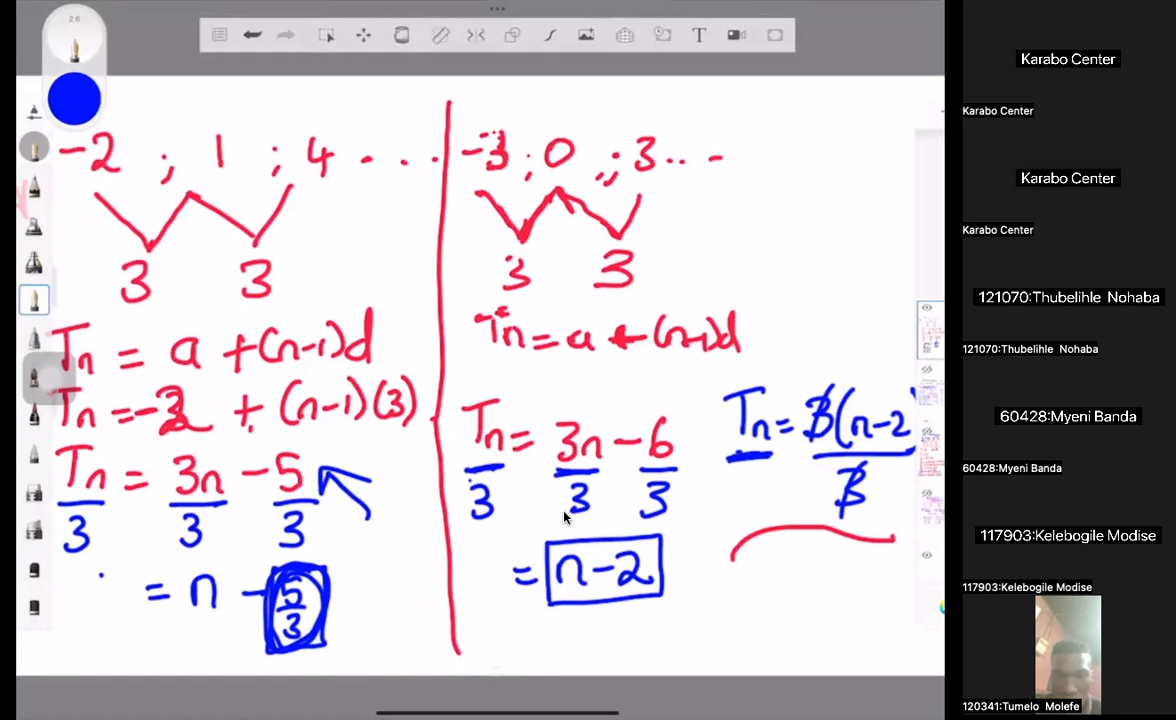 2.6
T
-2 ; 1 ; 4 - - - .
3 3
Tn = a +(n-1)d
Tn = -2 + (n-1)(3)
Tn/3 = 3n/3 - 5/3
= n - 5/3
-3 ; 0 ; 3 . . -
3 3
Tn = a + (n-1)d
Tn/3 = 3n/3 - 6/3
= n-2
Tn = 3(n-2/3
Karabo Center
Karabo Center
Karabo Center
Karabo Center
121070:Thubelihle Nohaba
121070:Thubelihle Nohaba
60428:Myeni Banda
60428:Myeni Banda
117903:Kelebogile Modise
117903:Kelebogile Modise
120341:Tumelo Molefe